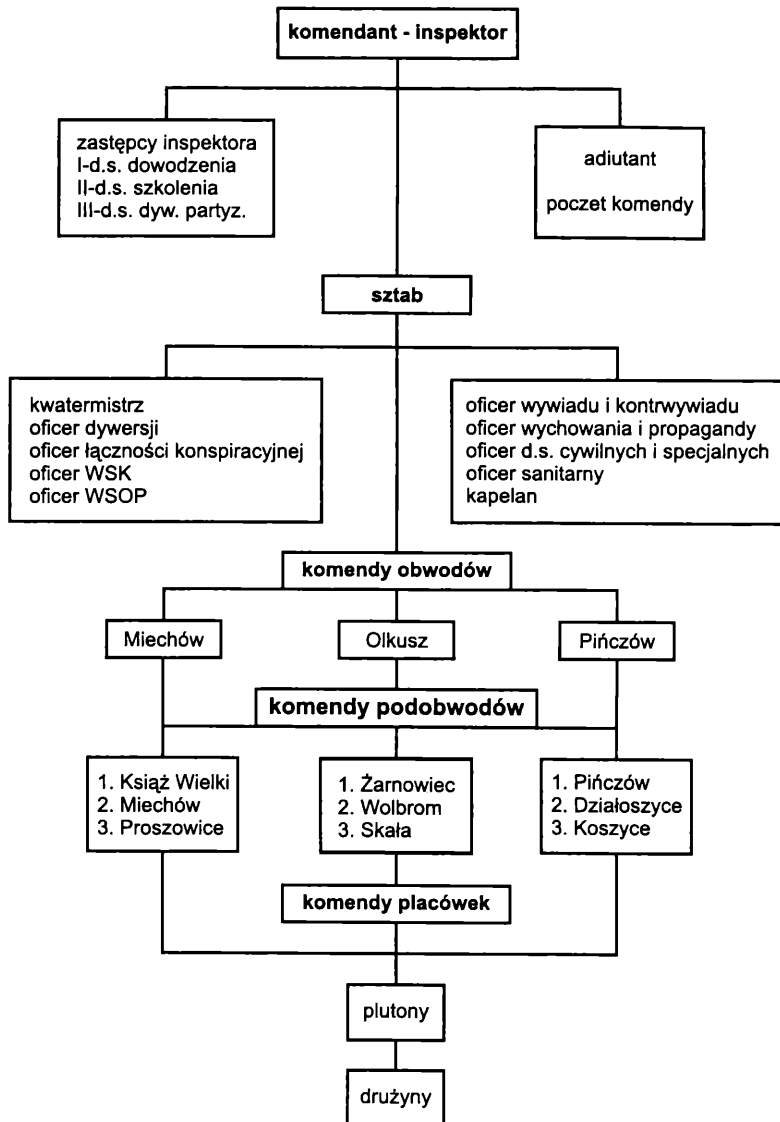 komendant - inspektor
zastępcy inspektora
I-d.s. dowodzenia
II-d.s. szkolenia
III-d.s. dyw. partyz.
adiutant
poczet komendy
sztab
kwatermistrz
oficer dywersji
oficer łączności konspiracyjnej
oficer WSK
oficer WSOP
oficer wywiadu i kontrwywiadu
oficer wychowania i propagandy
oficer d.s. cywilnych i specjalnych
oficer sanitarny
kapelan
komendy obwodów
Miechów
Olkusz
Pińczów
komendy podobwodów
1. Książ Wielki
2. Miechów
3. Proszowice
1. Żarnowiec
2. Wolbrom
3. Skała
1. Pińczów
2. Działoszyce
3. Koszyce
komendy placówek
plutony
drużyny